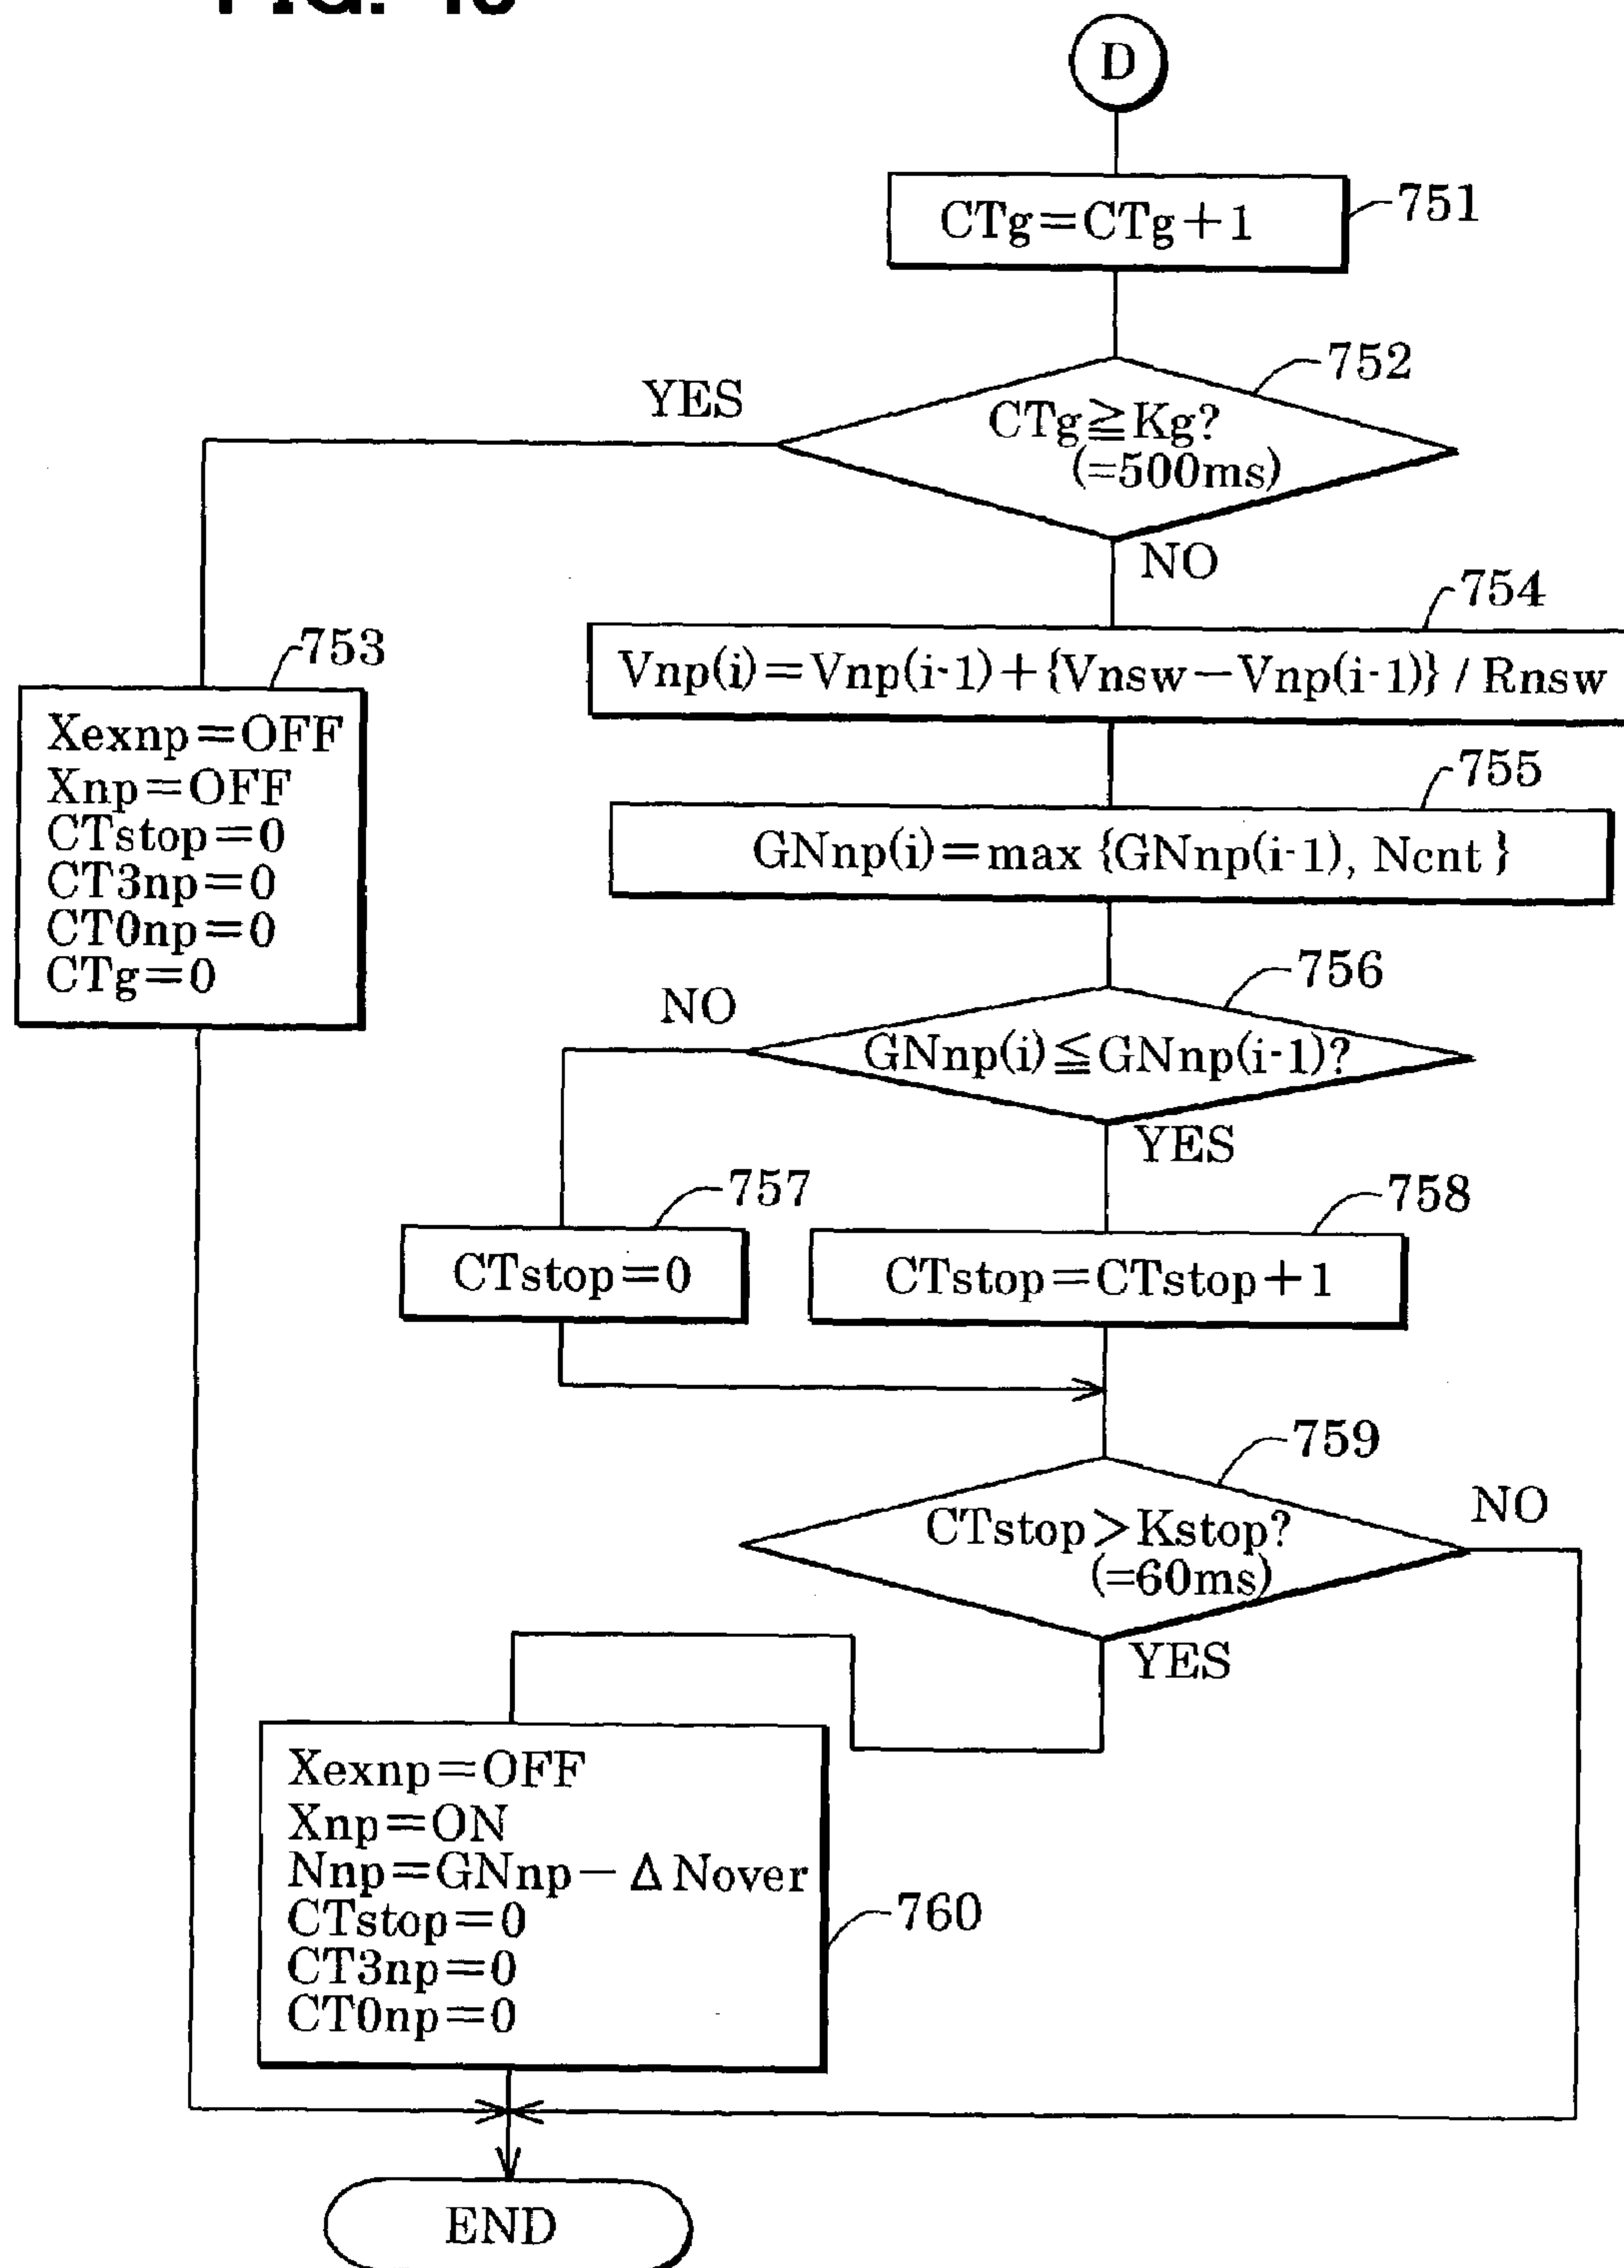 FIG.
D
CTg=CTg+1
751
752
YES
CTg≧Kg?
(=500ms)
NO
754
Vnp(i)=Vnp(i-1)+{Vnsw-Vnp(i-1)} / Rnsw
753
Xexnp=OFF
Xnp=OFF
CTstop=0
CT3np=0
CT0np=0
CTg=0
755
GNnp(i)=max {GNnp(i-1), Ncnt }
756
NO
GNnp(i)≦GNnp(i-1)?
YES
757
CTstop=0
758
CTstop=CTstop+1
759
CTstop>Kstop?
(=60ms)
NO
YES
Xexnp=OFF
Xnp=ON
Nnp=GNnp-Δ Nover
CTstop=0
CT3np=0
CT0np=0
760
END